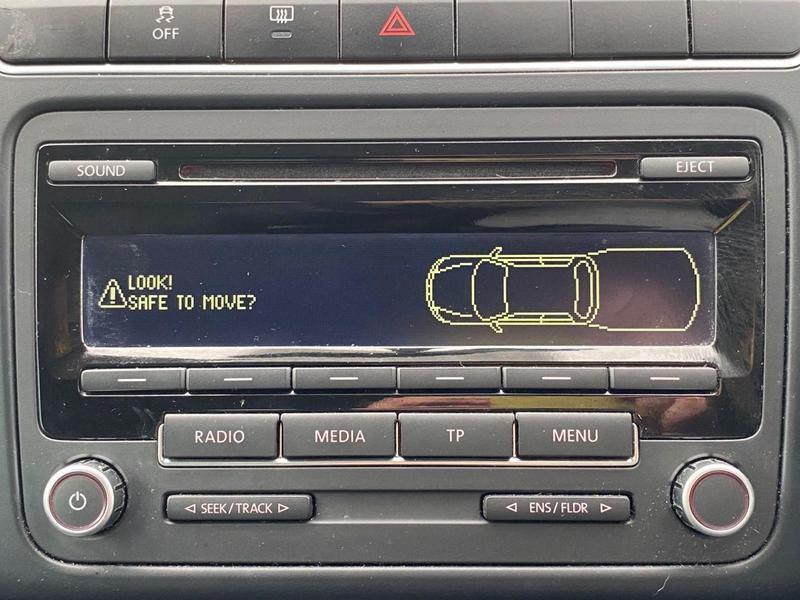 OFF
SOUND
EJECT
LOOK!
SAFE TO MOVE?
RADIO
MEDIA
TP
MENU
SEEK/TRACK
ENS/FLDR